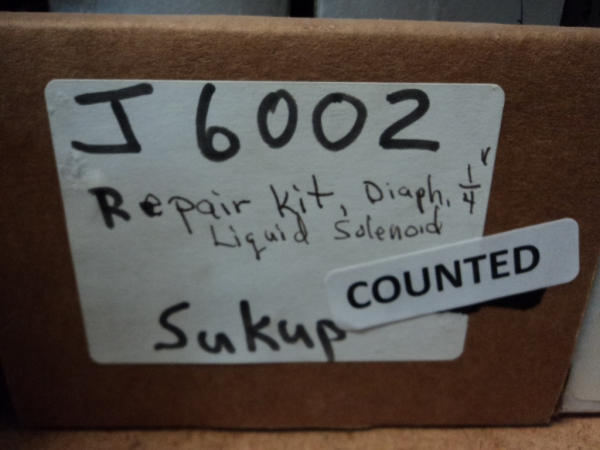 J6002
Repair Kit, Diaph. 1/4"
Liquid Solenoid
COUNTED
Sukup